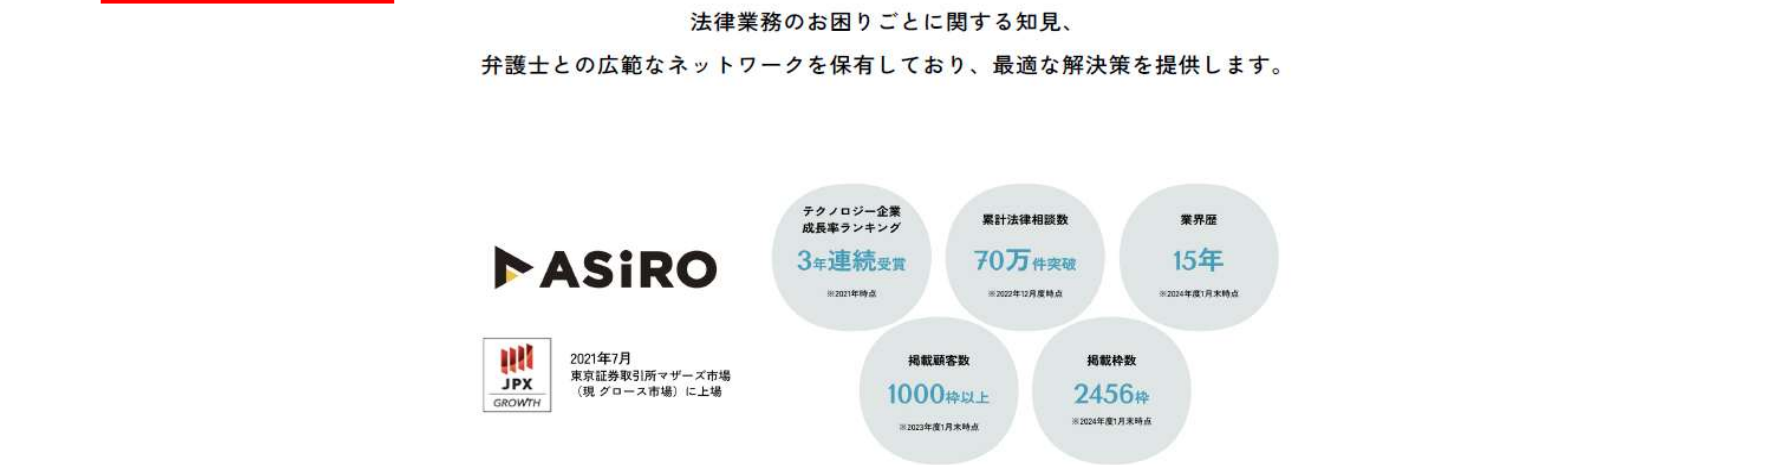 法律業務のお困りごとに関する知見、
弁護士との広範なネットワークを保有しており、最適な解決策を提供します。
テクノロジー企業
成長率ランキング
3年連続受賞
※2021年時点
累計法律相談数
70万件突破
※2022年12月度時点
業界歴
15年
※2024年度1月末時点
ASiRO
JPX
GROWTH
2021年7月
東京証券取引所マザーズ市場
（現 グロース市場）に上場
掲載顧客数
1000枠以上
※2023年度1月末時点
掲載枠数
2456枠
※2024年度1月末時点